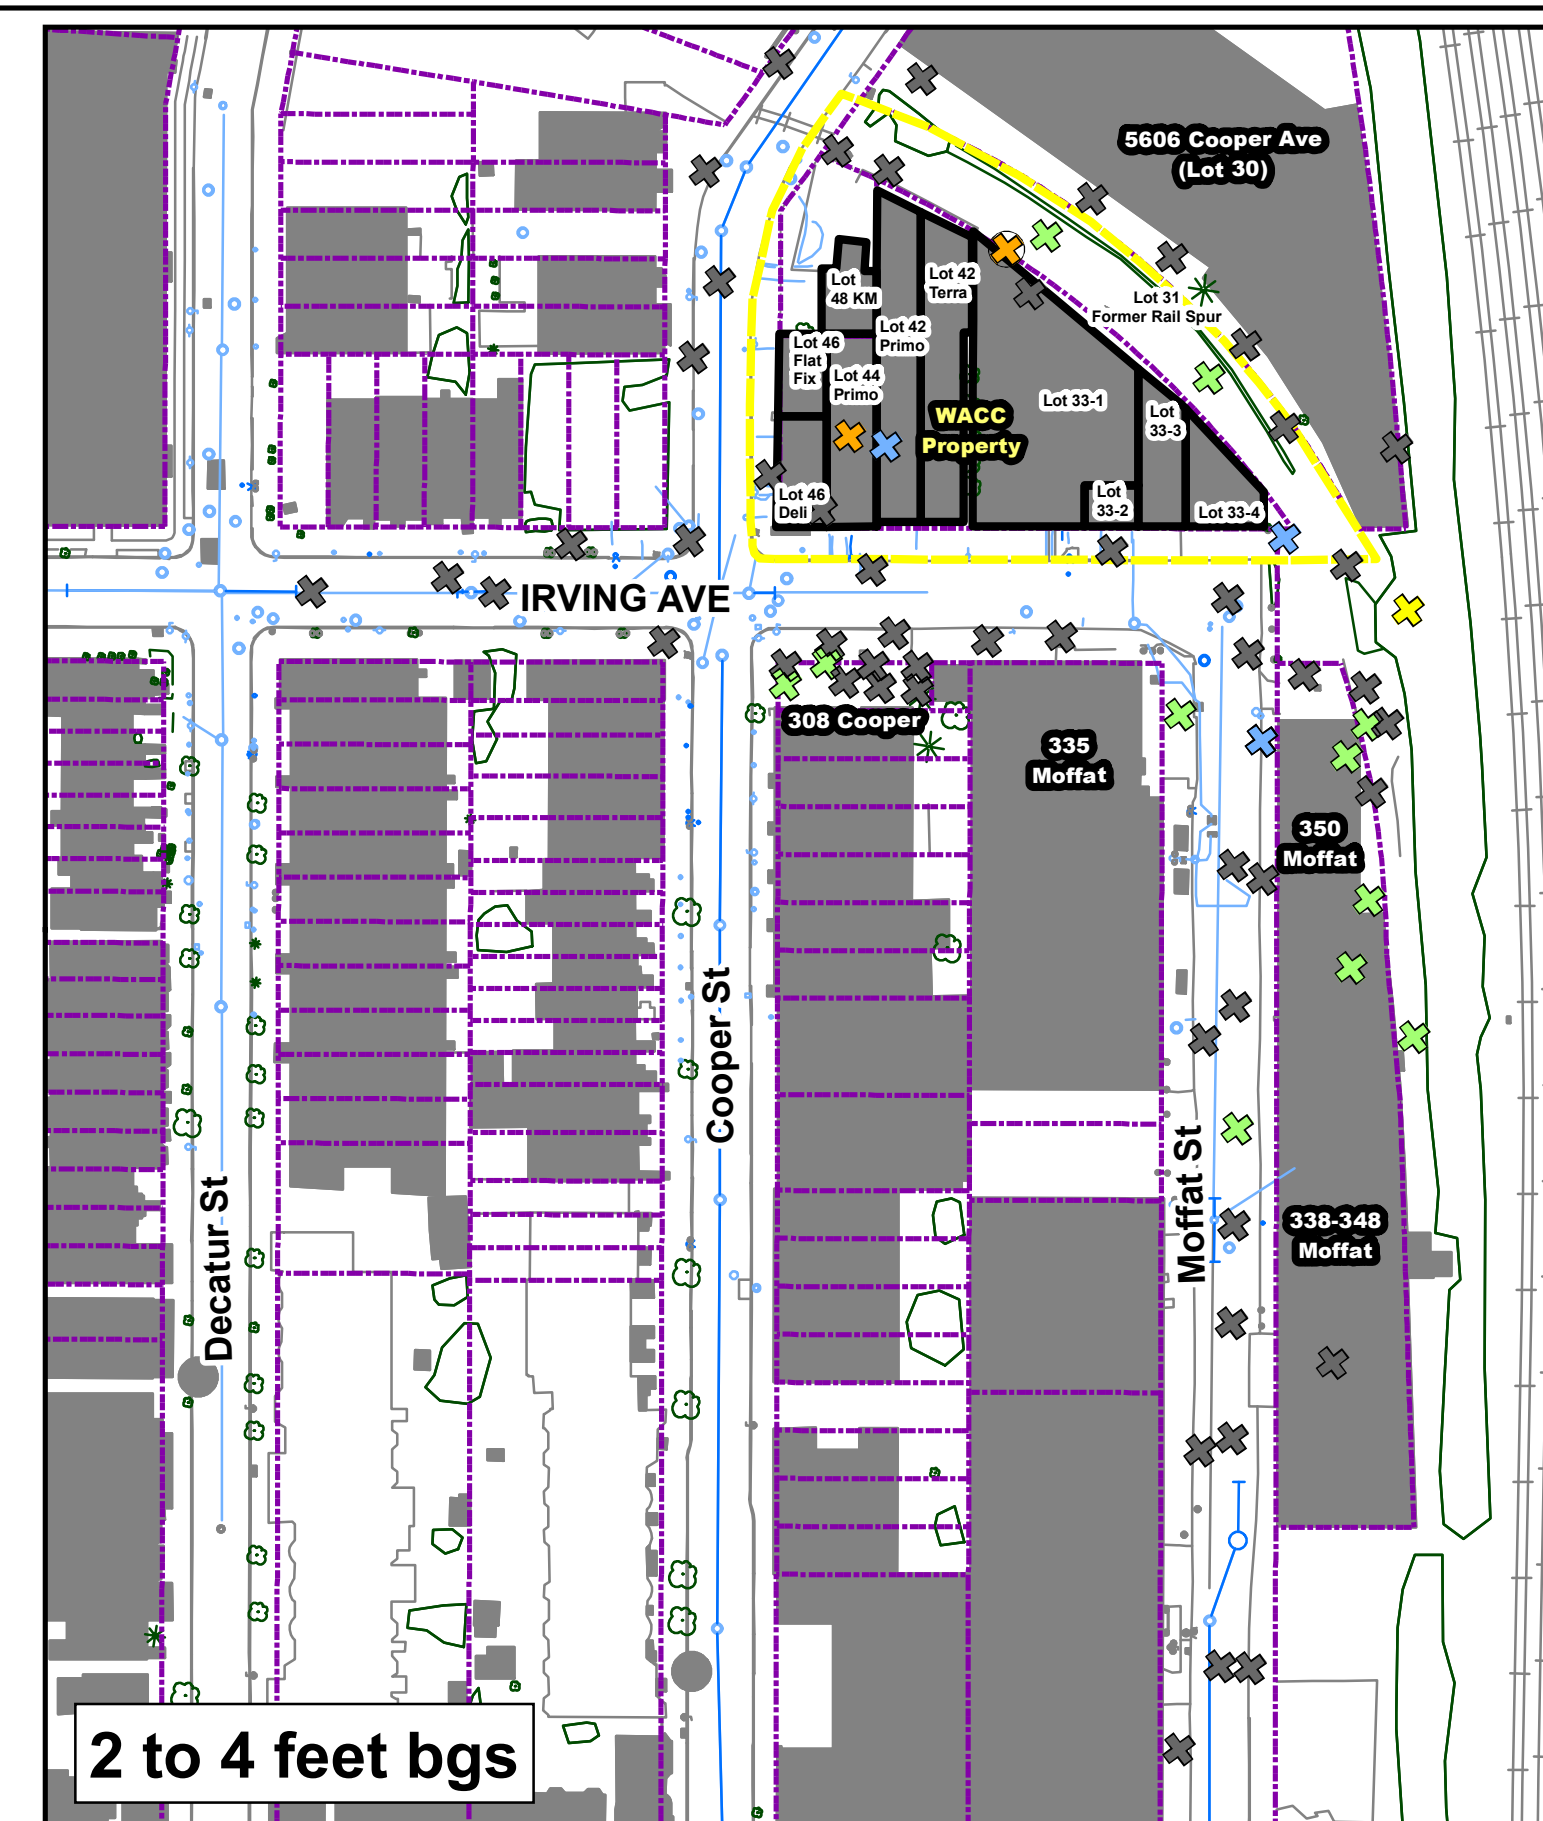 5606 Cooper Ave
(Lot 30)
Lot
48 KM
Lot 42
Terra
Lot 31
Former Rail Spur
Lot 42
Primo
Lot 46
Flat
Fix
Lot 44
Primo
WACC
Property
Lot 33-1
Lot
33-3
Lot 46
Deli
Lot
33-2
Lot 33-4
IRVING AVE
308 Cooper
335
Moffat
350
Moffat
Cooper St
Decatur St
Moffat St
338-348
Moffat
2 to 4 feet bgs